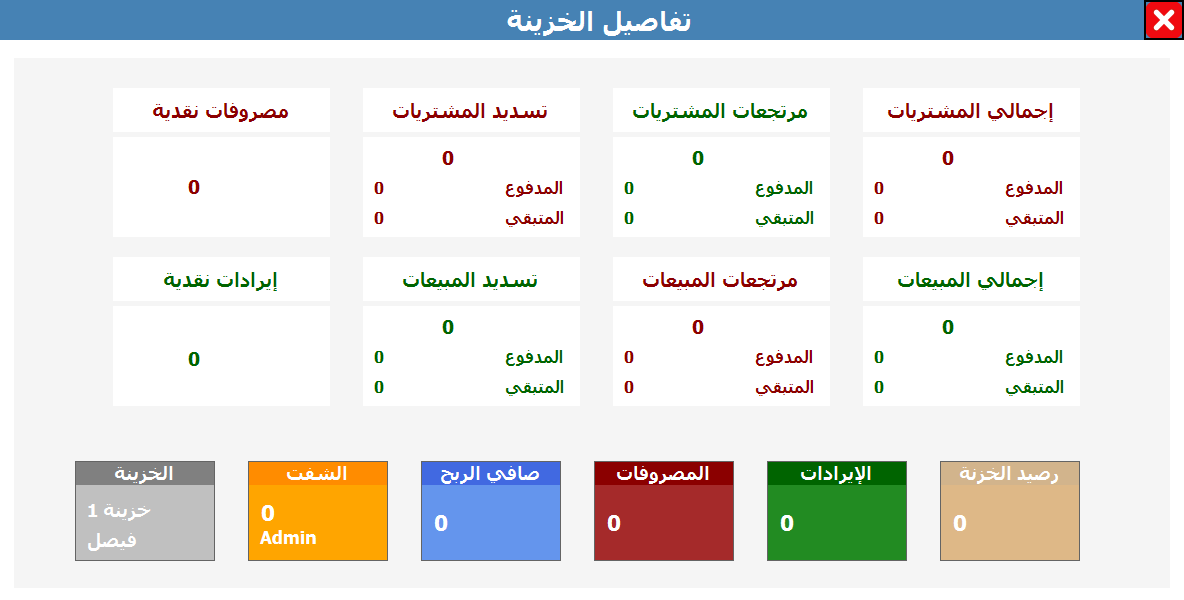 تفاصيل الخزينة
إجمالي المشتريات
0
المدفوع 0
المتبقي 0
مرتجعات المشتريات
0
المدفوع 0
المتبقي 0
تسديد المشتريات
0
المدفوع 0
المتبقي 0
مصروفات نقدية
0
إجمالي المبيعات
0
المدفوع 0
المتبقي 0
مرتجعات المبيعات
0
المدفوع 0
المتبقي 0
تسديد المبيعات
0
المدفوع 0
المتبقي 0
إيرادات نقدية
0
رصيد الخزنة
0
الإيرادات
0
المصروفات
0
صافي الربح
0
الشفت
0
Admin
الخزينة
خزينة 1
فيصل